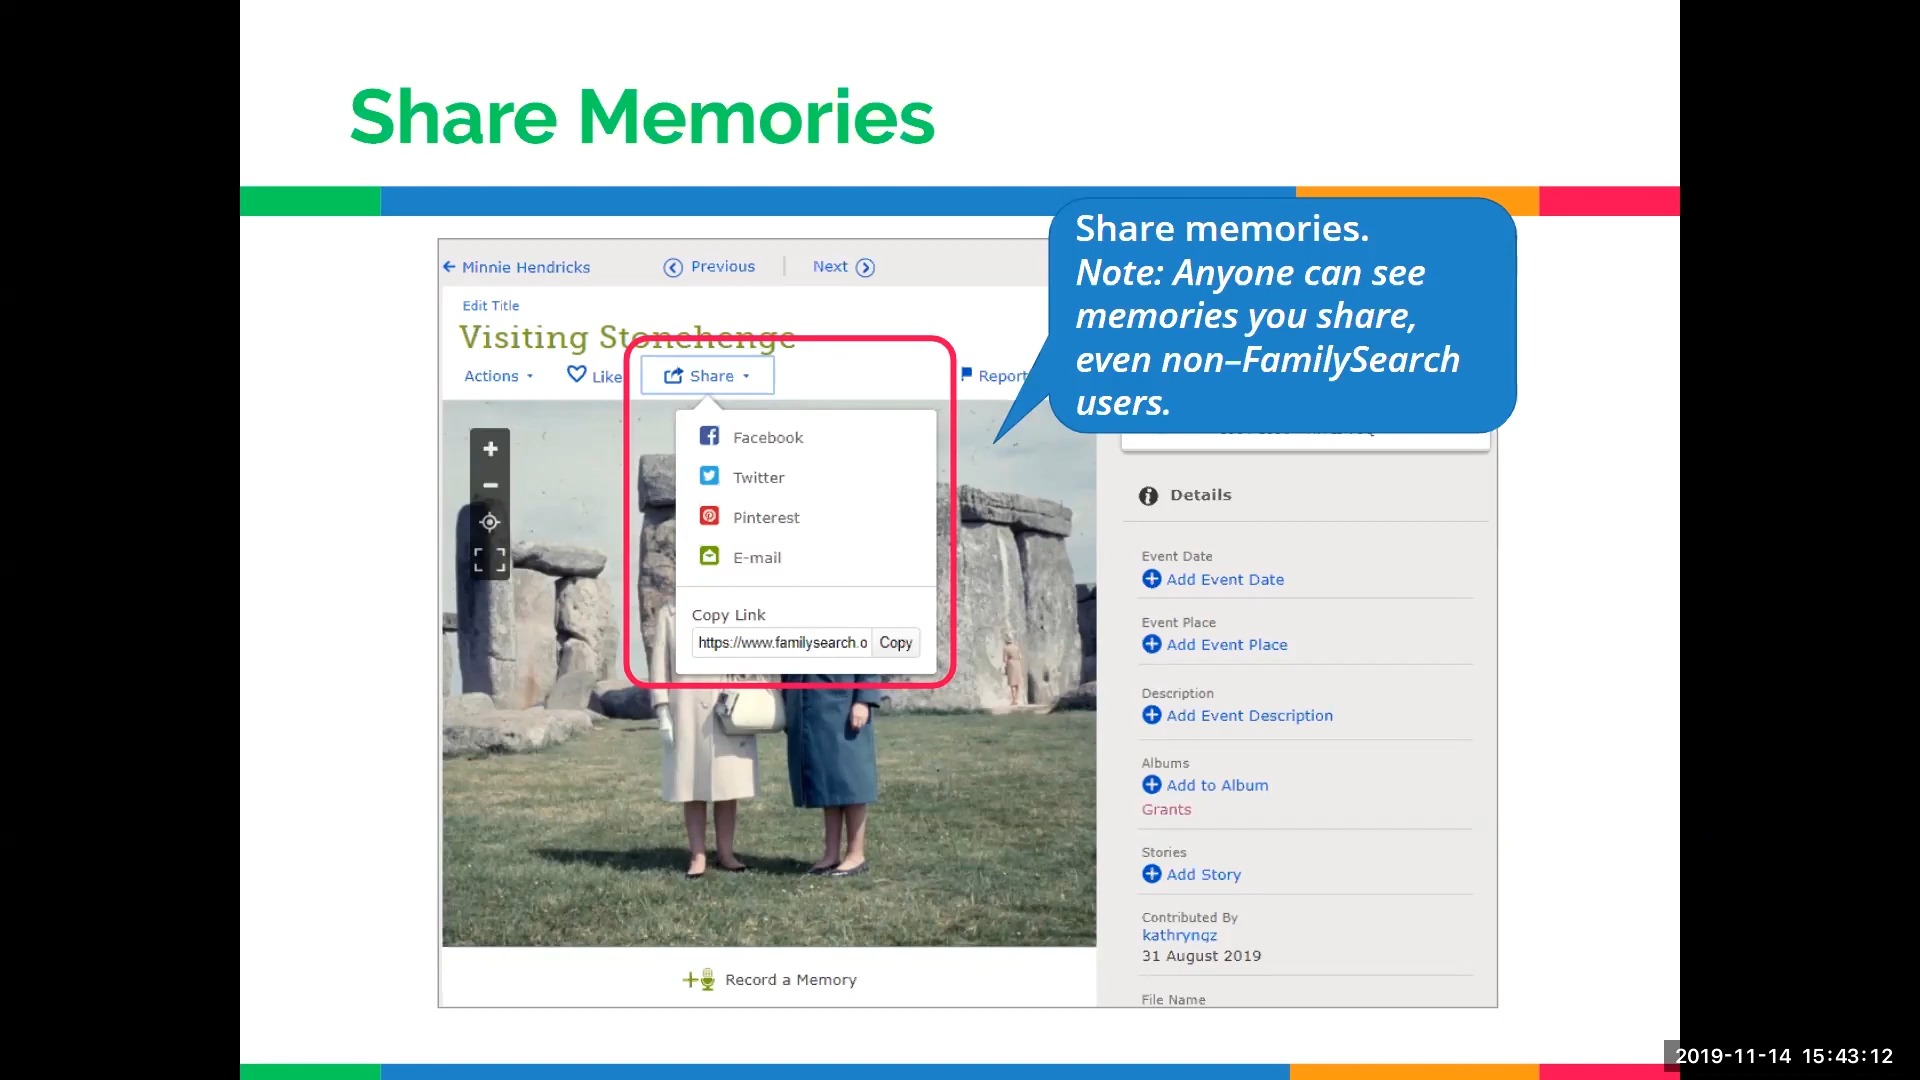 Share Memories
Share memories.
Note: Anyone can see
memories you share,
even non–FamilySearch
users.
Minnie Hendricks
Previous
Next
Edit Title
Visiting Stonehenge
Actions
Like
Share
Report
Facebook
Twitter
Pinterest
E-mail
Copy Link
https://www.familysearch.o
Copy
Details
Event Date
Add Event Date
Event Place
Add Event Place
Description
Add Event Description
Albums
Add to Album
Grants
Stories
Add Story
Contributed By
kathryngz
31 August 2019
File Name
Record a Memory
2019-11-14 15:43:12